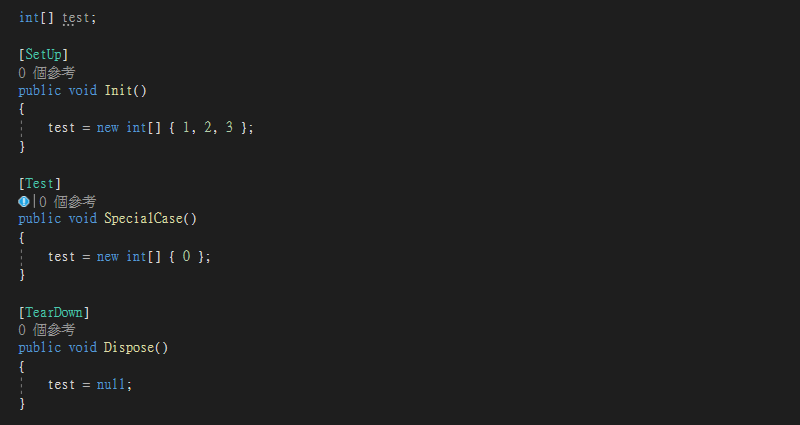 int[] test;
[SetUp]
0 個參考
public void Init()
{
test = new int[] { 1, 2, 3 };
}
[Test]
0 個參考
public void SpecialCase()
{
test = new int[] { 0 };
}
[TearDown]
0 個參考
public void Dispose()
{
test = null;
}